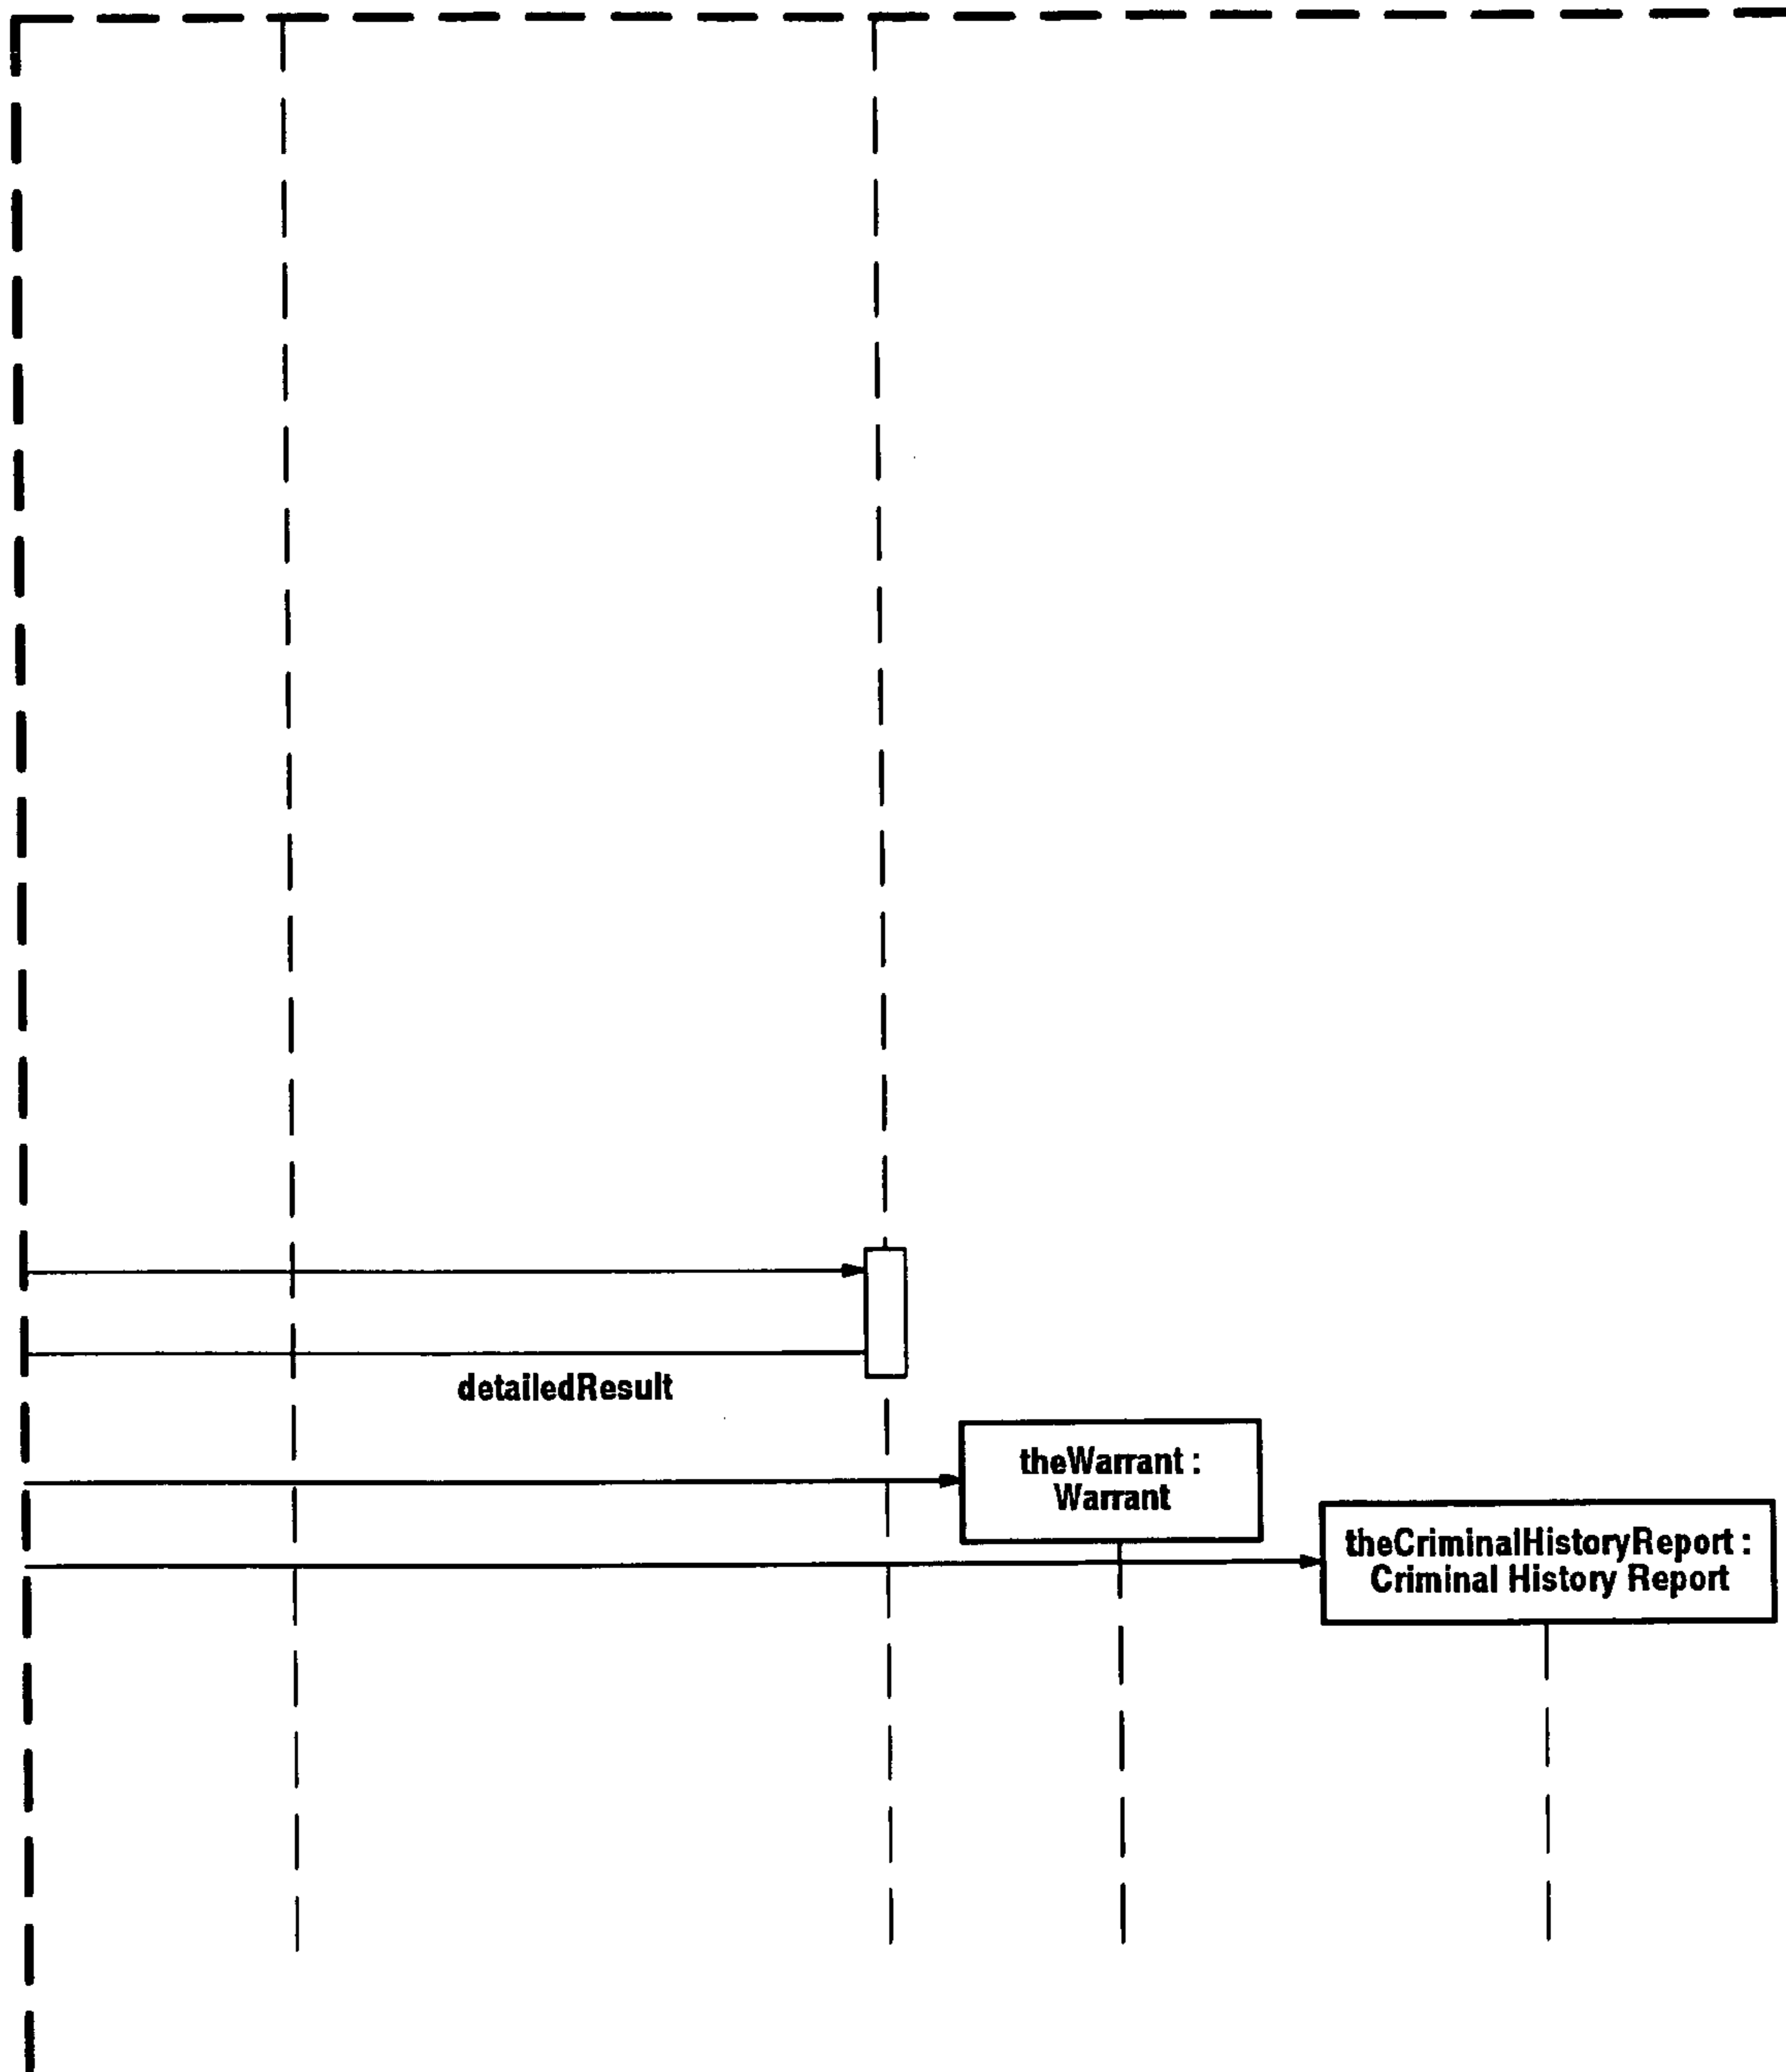 detailedResult
theWarrant :
Warrant
theCriminalHistoryReport :
Criminal History Report